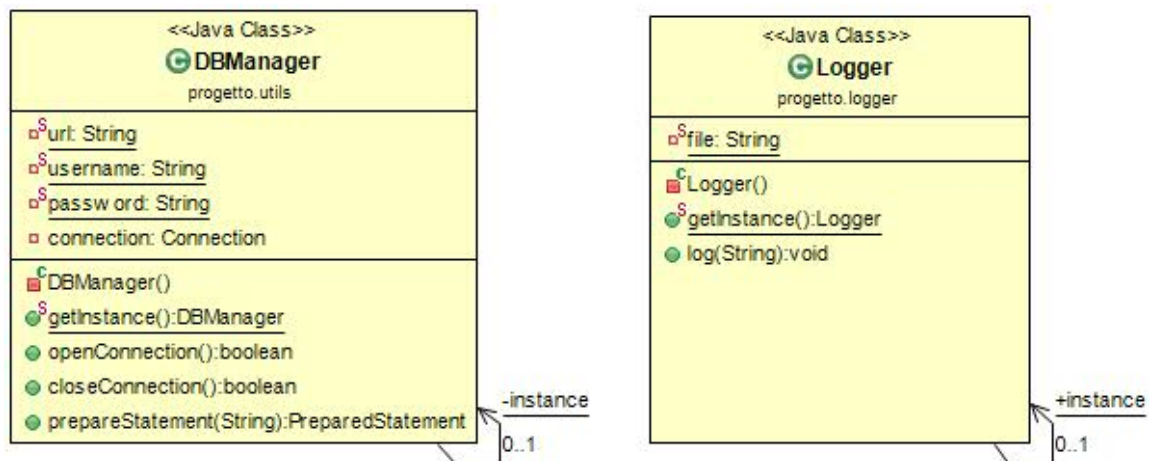 <<Java Class>>
DBManager
progetto.utils
url: String
username: String
password: String
connection: Connection
DBManager()
getInstance():DBManager
openConnection():boolean
closeConnection():boolean
prepareStatement(String):PreparedStatement
-instance
0..1
<<Java Class>>
Logger
progetto.logger
file: String
Logger()
getInstance():Logger
log(String):void
+instance
0..1